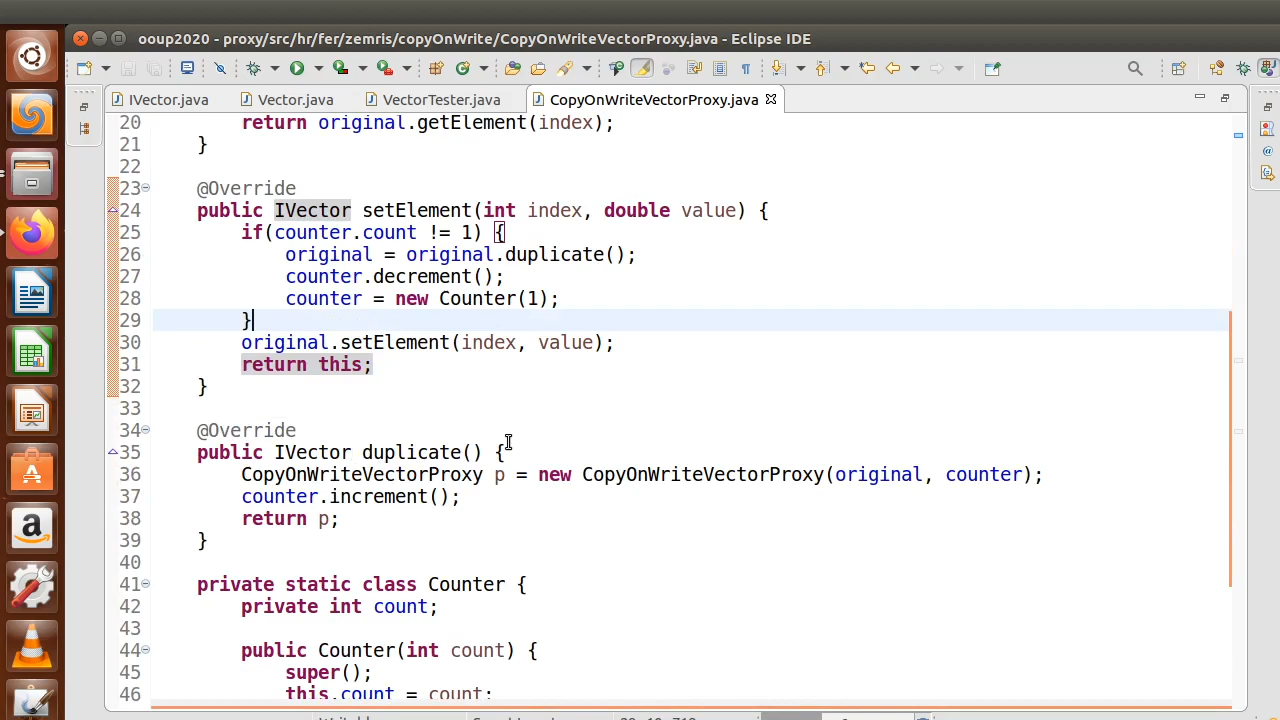 ooup2020 - proxy/src/hr/fer/zemris/copyOnWrite/CopyOnWriteVectorProxy.java - Eclipse IDE
IVector.java Vector.java VectorTester.java CopyOnWriteVectorProxy.java
20 return original.getElement(index);
21 }
22
23 @Override
24 public IVector setElement(int index, double value) {
25 if(counter.count != 1) {
26 original = original.duplicate();
27 counter.decrement();
28 counter = new Counter(1);
29 }
30 original.setElement(index, value);
31 return this;
32 }
33
34 @Override
35 public IVector duplicate() {
36 CopyOnWriteVectorProxy p = new CopyOnWriteVectorProxy(original, counter);
37 counter.increment();
38 return p;
39 }
40
41 private static class Counter {
42 private int count;
43
44 public Counter(int count) {
45 super();
46 this.count = count;